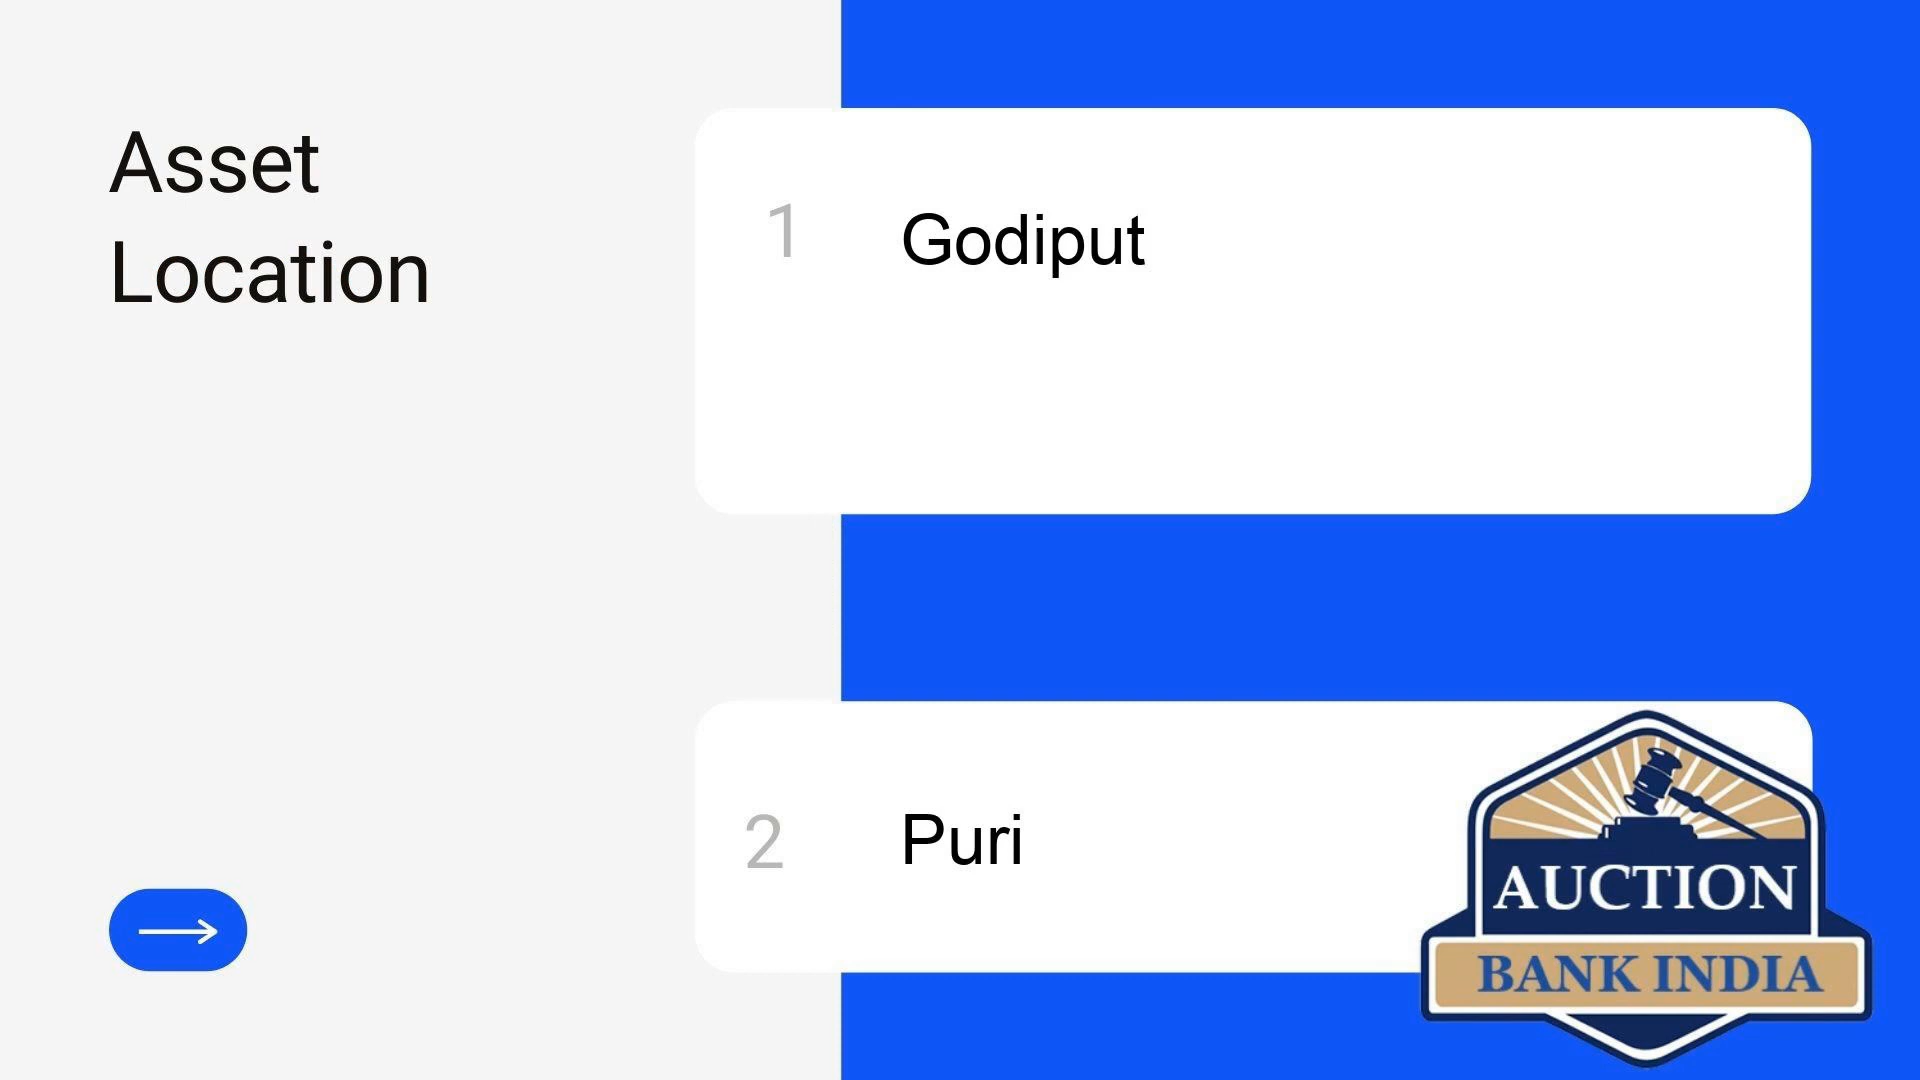 Asset
Location
1
Godiput
2
Puri
AUCTION
BANK INDIA